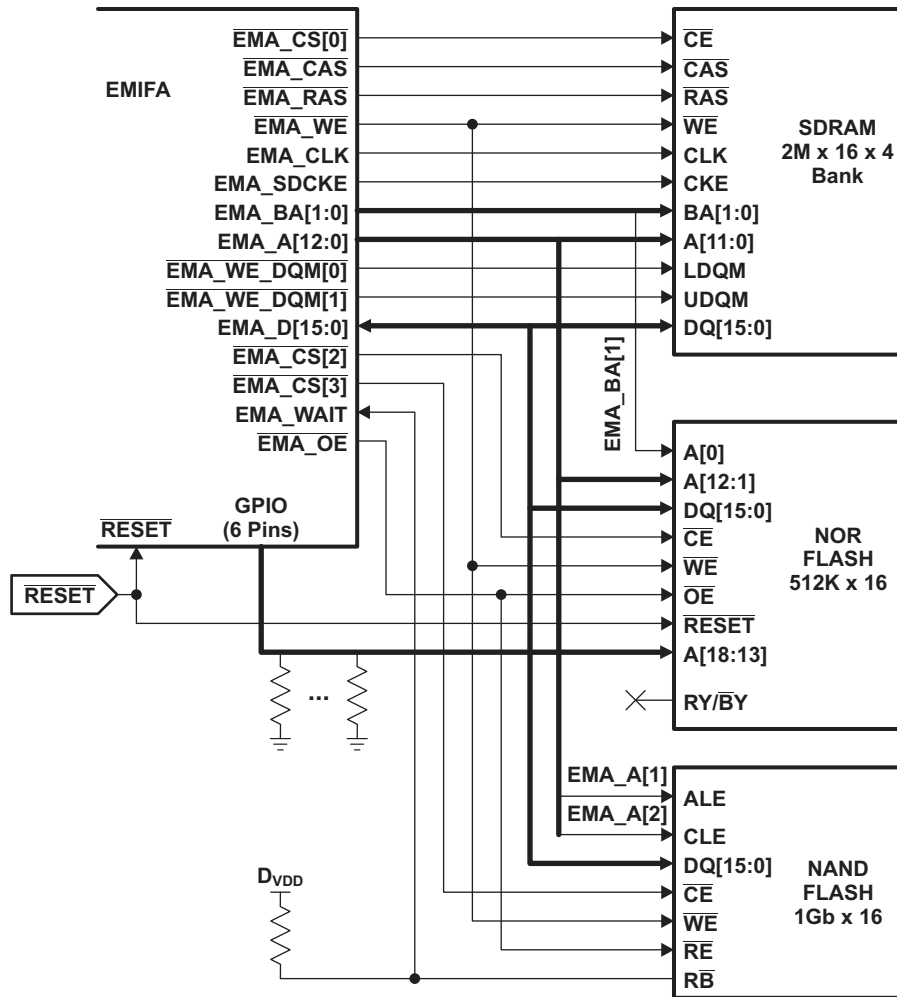 EMIFA
EMA_CS[0]
EMA_CAS
EMA_RAS
EMA_WE
EMA_CLK
EMA_SDCKE
EMA_BA[1:0]
EMA_A[12:0]
EMA_WE_DQM[0]
EMA_WE_DQM[1]
EMA_D[15:0]
EMA_CS[2]
EMA_CS[3]
EMA_WAIT
EMA_OE
GPIO
(6 Pins)
RESET
RESET
...
DVDD
EMA_BA[1]
EMA_A[1]
EMA_A[2]
CE
CAS
RAS
WE
CLK
CKE
BA[1:0]
A[11:0]
LDQM
UDQM
DQ[15:0]
SDRAM
2M x 16 x 4
Bank
A[0]
A[12:1]
DQ[15:0]
CE
WE
OE
RESET
A[18:13]
RY/BY
NOR
FLASH
512K x 16
ALE
CLE
DQ[15:0]
CE
WE
RE
RB
NAND
FLASH
1Gb x 16